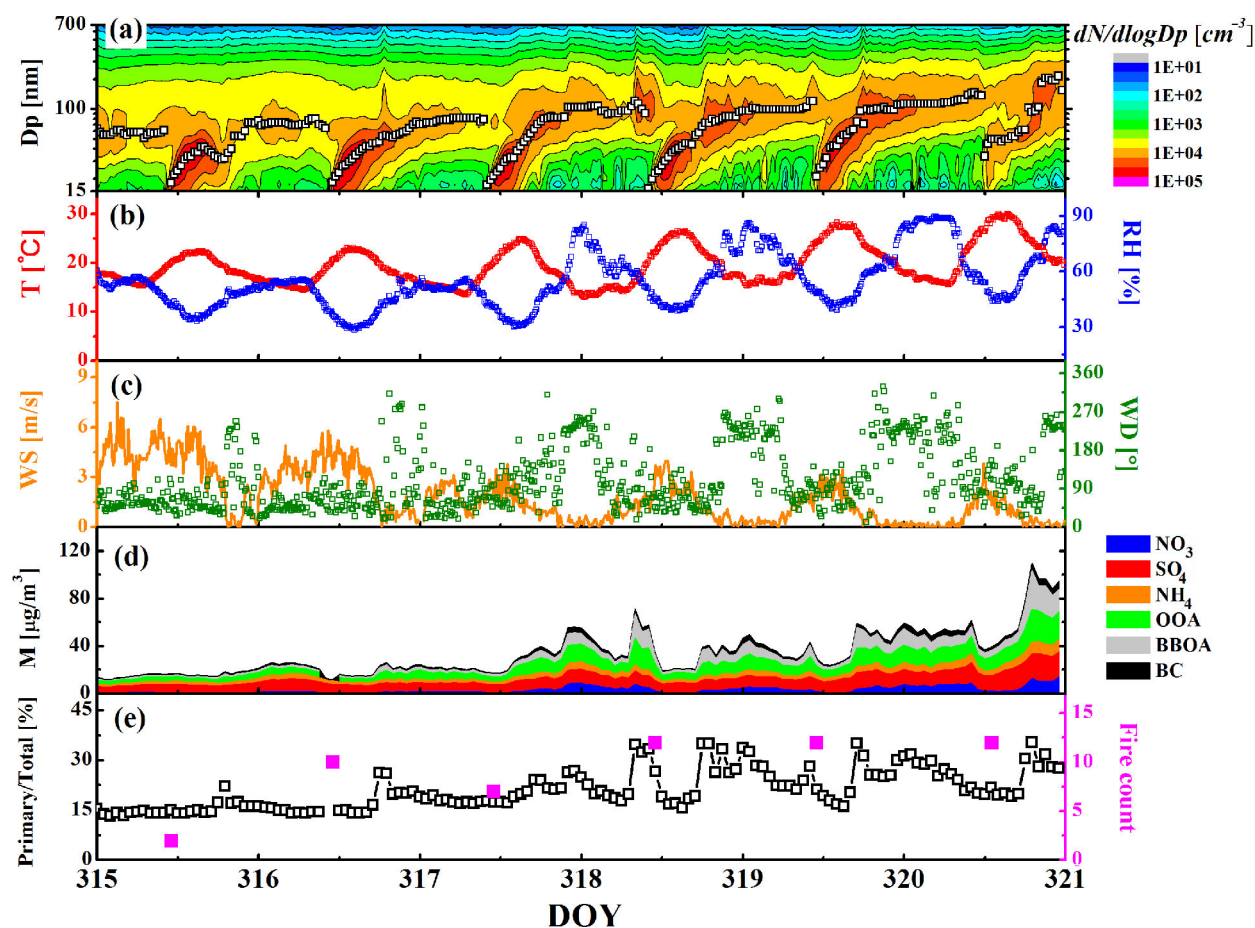 (a)
700
100
15
Dp [nm]
dN/dlogDp [cm⁻³]
1E+01
1E+02
1E+03
1E+04
1E+05
(b)
30
20
10
0
T [℃]
90
60
30
RH [%]
(c)
9
6
3
0
WS [m/s]
360
270
180
90
0
WD [°]
(d)
120
80
40
0
M [μg/m³]
NO₃
SO₄
NH₄
OOA
BBOA
BC
(e)
45
30
15
0
Primary/Total [%]
15
10
5
0
Fire count
315 316 317 318 319 320 321
DOY